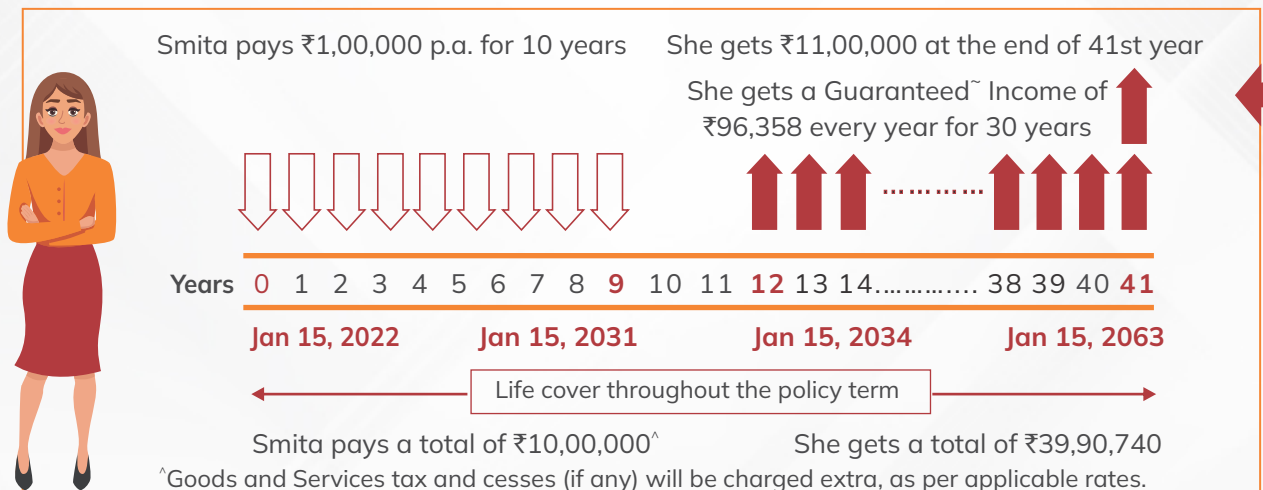 Smita pays ₹1,00,000 p.a. for 10 years
She gets ₹11,00,000 at the end of 41st year
She gets a Guaranteed~ Income of
₹96,358 every year for 30 years
Years 0 1 2 3 4 5 6 7 8 9 10 11 12 13 14............ 38 39 40 41
Jan 15, 2022 Jan 15, 2031 Jan 15, 2034 Jan 15, 2063
Life cover throughout the policy term
Smita pays a total of ₹10,00,000^
She gets a total of ₹39,90,740
^Goods and Services tax and cesses (if any) will be charged extra, as per applicable rates.